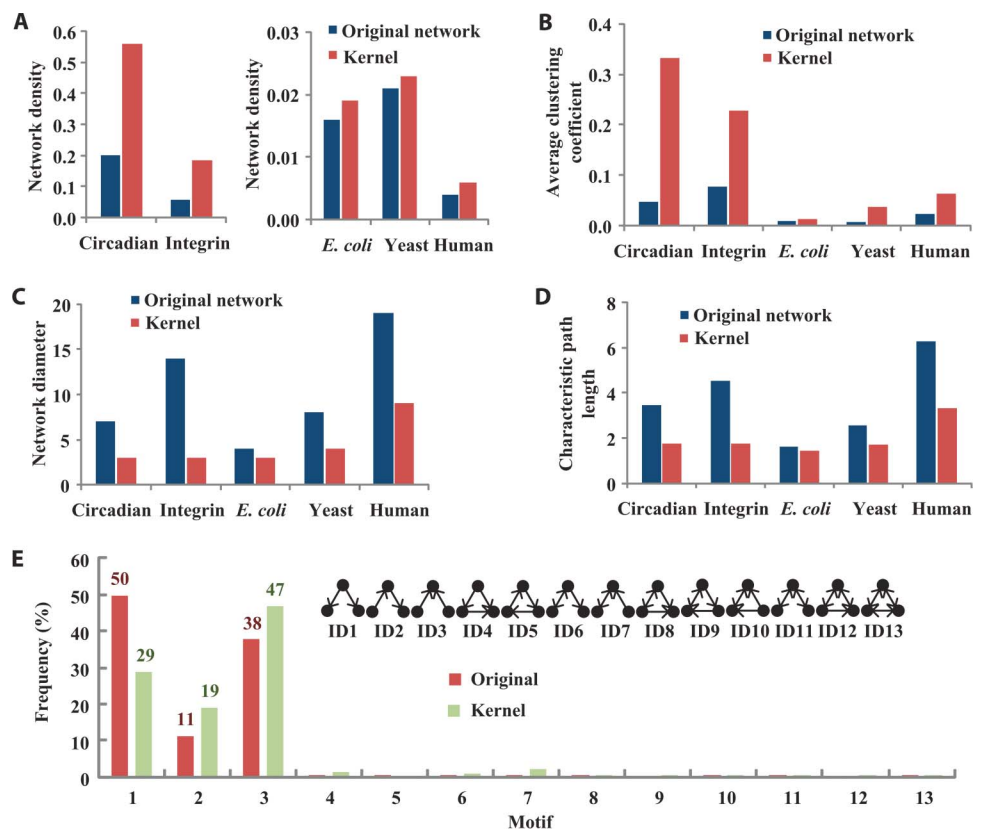 A
Network density
0.6
0.5
0.4
0.3
0.2
0.1
0.0
Circadian Integrin
Network density
0.03
0.02
0.01
0.00
E. coli Yeast Human
Original network
Kernel
B
Average clustering
coefficient
0.4
0.3
0.2
0.1
0.0
Original network
Kernel
Circadian Integrin E. coli Yeast Human
C
Network diameter
20
15
10
5
0
Original network
Kernel
Circadian Integrin E. coli Yeast Human
D
Characteristic path
length
8
6
4
2
0
Original network
Kernel
Circadian Integrin E. coli Yeast Human
E
Frequency (%)
60
50
40
30
20
10
0
50
29
11
19
38
47
ID1 ID2 ID3 ID4 ID5 ID6 ID7 ID8 ID9 ID10 ID11 ID12 ID13
Original
Kernel
1 2 3 4 5 6 7 8 9 10 11 12 13
Motif